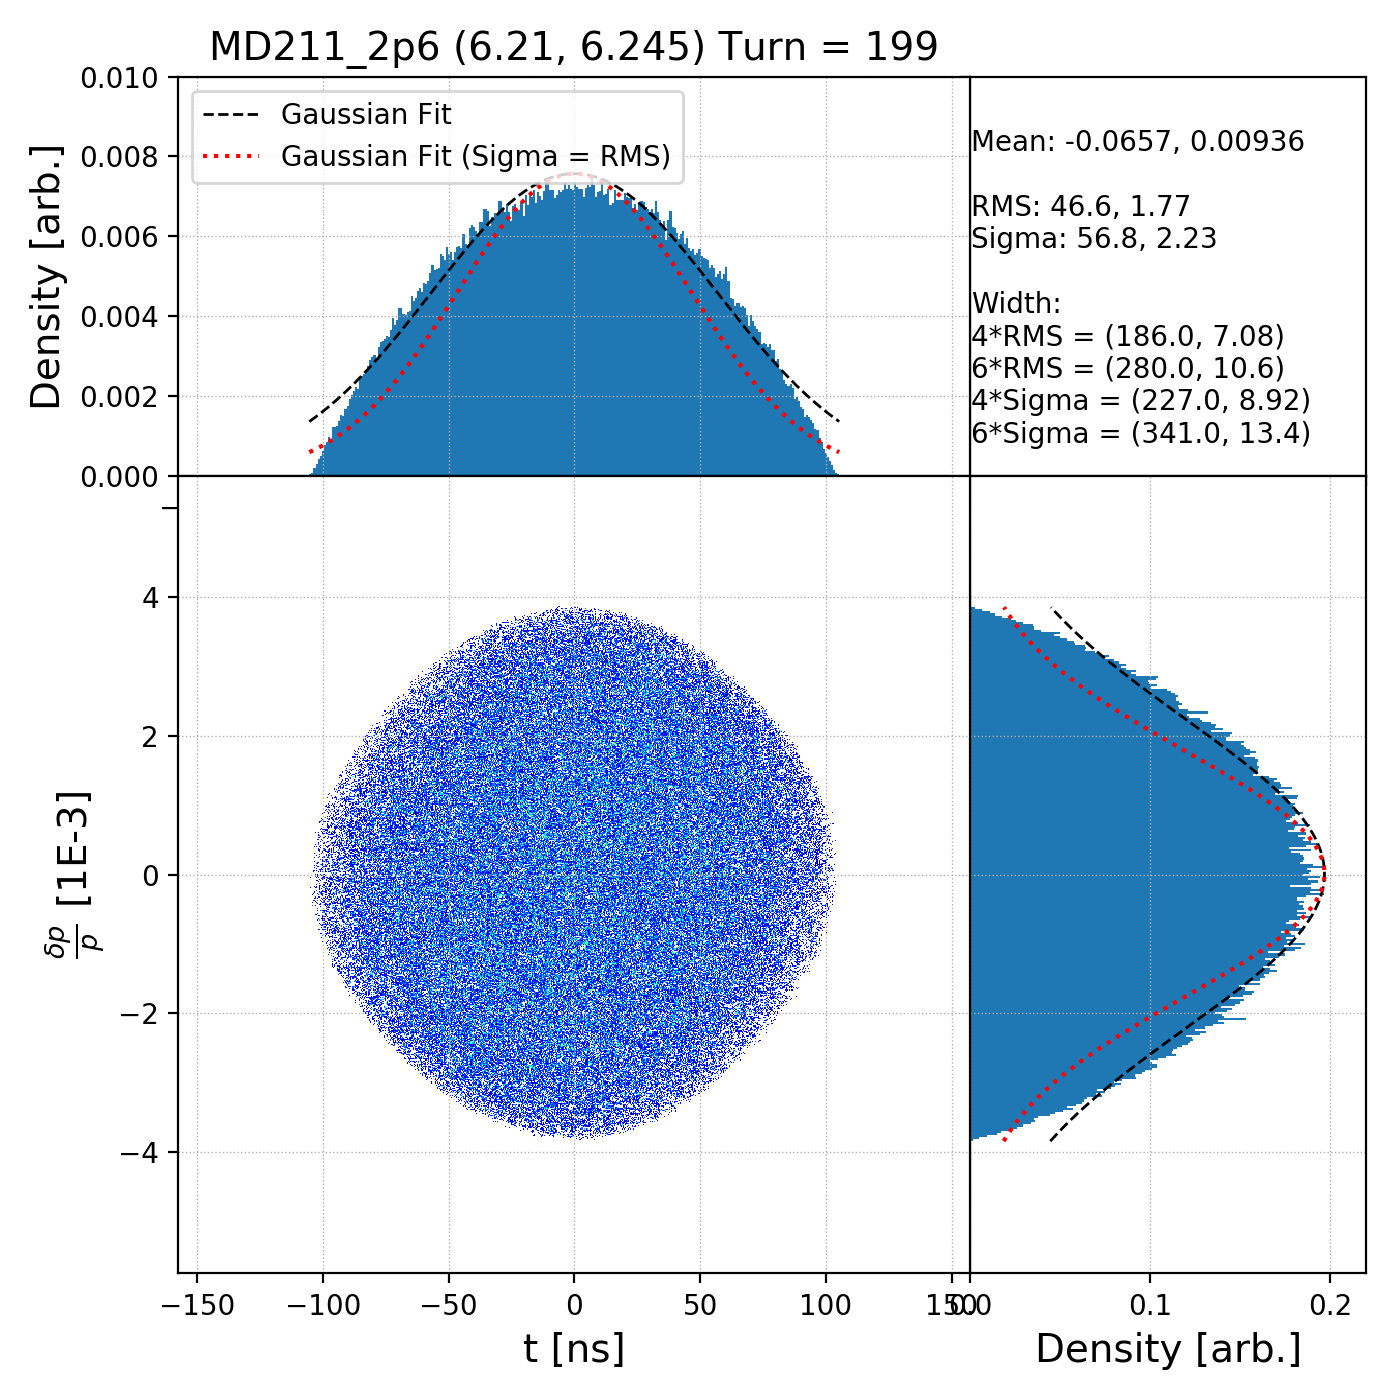 MD211_2p6 (6.21, 6.245) Turn = 199
0.010
0.008
0.006
0.004
0.002
0.000
Density [arb.]
Gaussian Fit
Gaussian Fit (Sigma = RMS)
Mean: -0.0657, 0.00936
RMS: 46.6, 1.77
Sigma: 56.8, 2.23
Width:
4*RMS = (186.0, 7.08)
6*RMS = (280.0, 10.6)
4*Sigma = (227.0, 8.92)
6*Sigma = (341.0, 13.4)
4
2
0
−2
−4
δp/p [1E-3]
−150 −100 −50 0 50 100 150
t [ns]
0.0 0.1 0.2
Density [arb.]